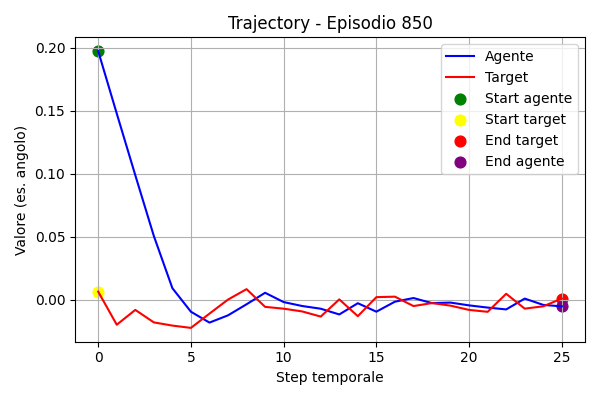 Trajectory - Episodio 850
Valore (es. angolo)
0.20
0.15
0.10
0.05
0.00
Agente
Target
Start agente
Start target
End target
End agente
0
5
10
15
20
25
Step temporale